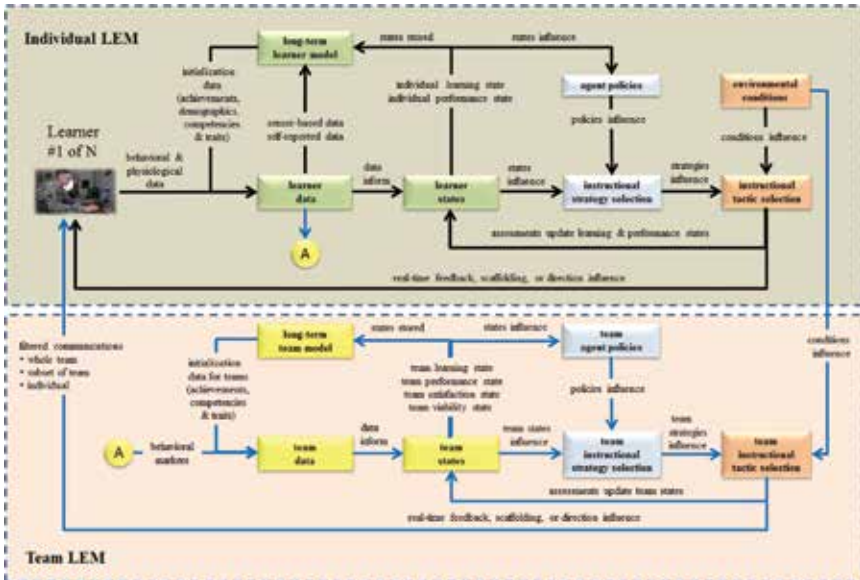 Individual LEM
long-term
learner model
states stored
states influence
initialization
data
(achievements,
demographics,
competencies
& traits)
sensor-based data
self-reported data
individual learning state
individual performance state
agent policies
environmental
conditions
policies influence
conditions influence
Learner
#1 of N
behavioral &
physiological
data
learner
data
data
inform
learner
states
states
influence
instructional
strategy selection
strategies
influence
instructional
tactic selection
A
assessments update learning & performance states
real-time feedback, scaffolding, or direction influence
filtered communications
• whole team
• subset of team
• individual
long-term
team model
states stored
states influence
team
agent policies
conditions
influence
initialization
data for teams
(achievements,
competencies
& traits)
team learning state
team performance state
team satisfaction state
team viability state
policies influence
A
behavioral
markers
team
data
data
inform
team
states
team states
influence
team
instructional
strategy selection
team
strategies
influence
team
instructional
tactic selection
assessments update team states
real-time feedback, scaffolding, or direction influence
Team LEM